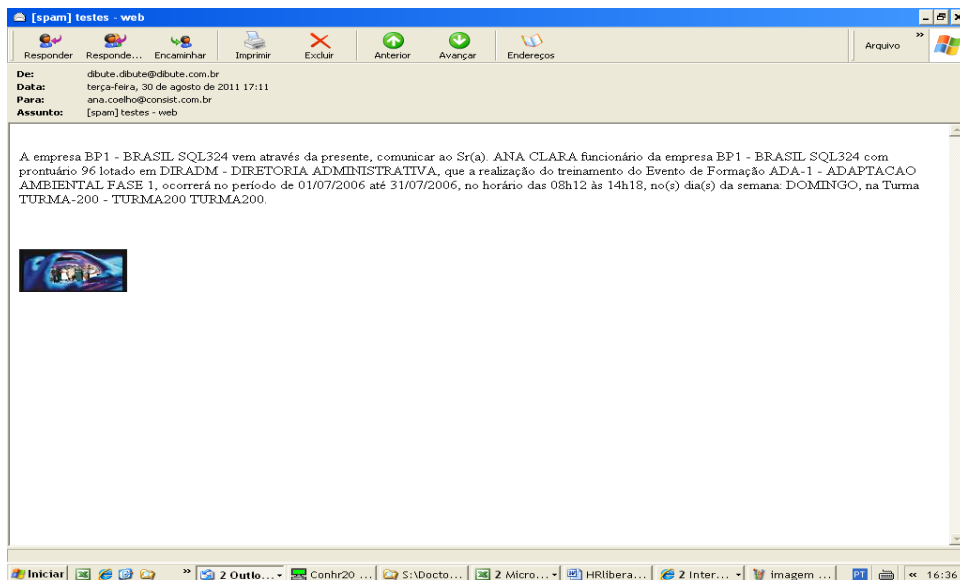 [spam] testes - web
Responder Responde... Encaminhar Imprimir Excluir Anterior Avançar Endereços Arquivo »
De: dibute.dibute@dibute.com.br
Data: terça-feira, 30 de agosto de 2011 17:11
Para: ana.coelho@consist.com.br
Assunto: [spam] testes - web
A empresa BP1 - BRASIL SQL324 vem através da presente, comunicar ao Sr(a). ANA CLARA funcionário da empresa BP1 - BRASIL SQL324 com
prontuário 96 lotado em DIRADM - DIRETORIA ADMINISTRATIVA, que a realização do treinamento do Evento de Formação ADA-1 - ADAPTACAO
AMBIENTAL FASE 1, ocorrerá no período de 01/07/2006 até 31/07/2006, no horário das 08h12 às 14h18, no(s) dia(s) da semana: DOMINGO, na Turma
TURMA-200 - TURMA200 TURMA200.
Iniciar » 2 Outlo... Conhr20 ... S:\Docto... 2 Micro... HRlibera... 2 Inter... imagem ... PT « 16:36